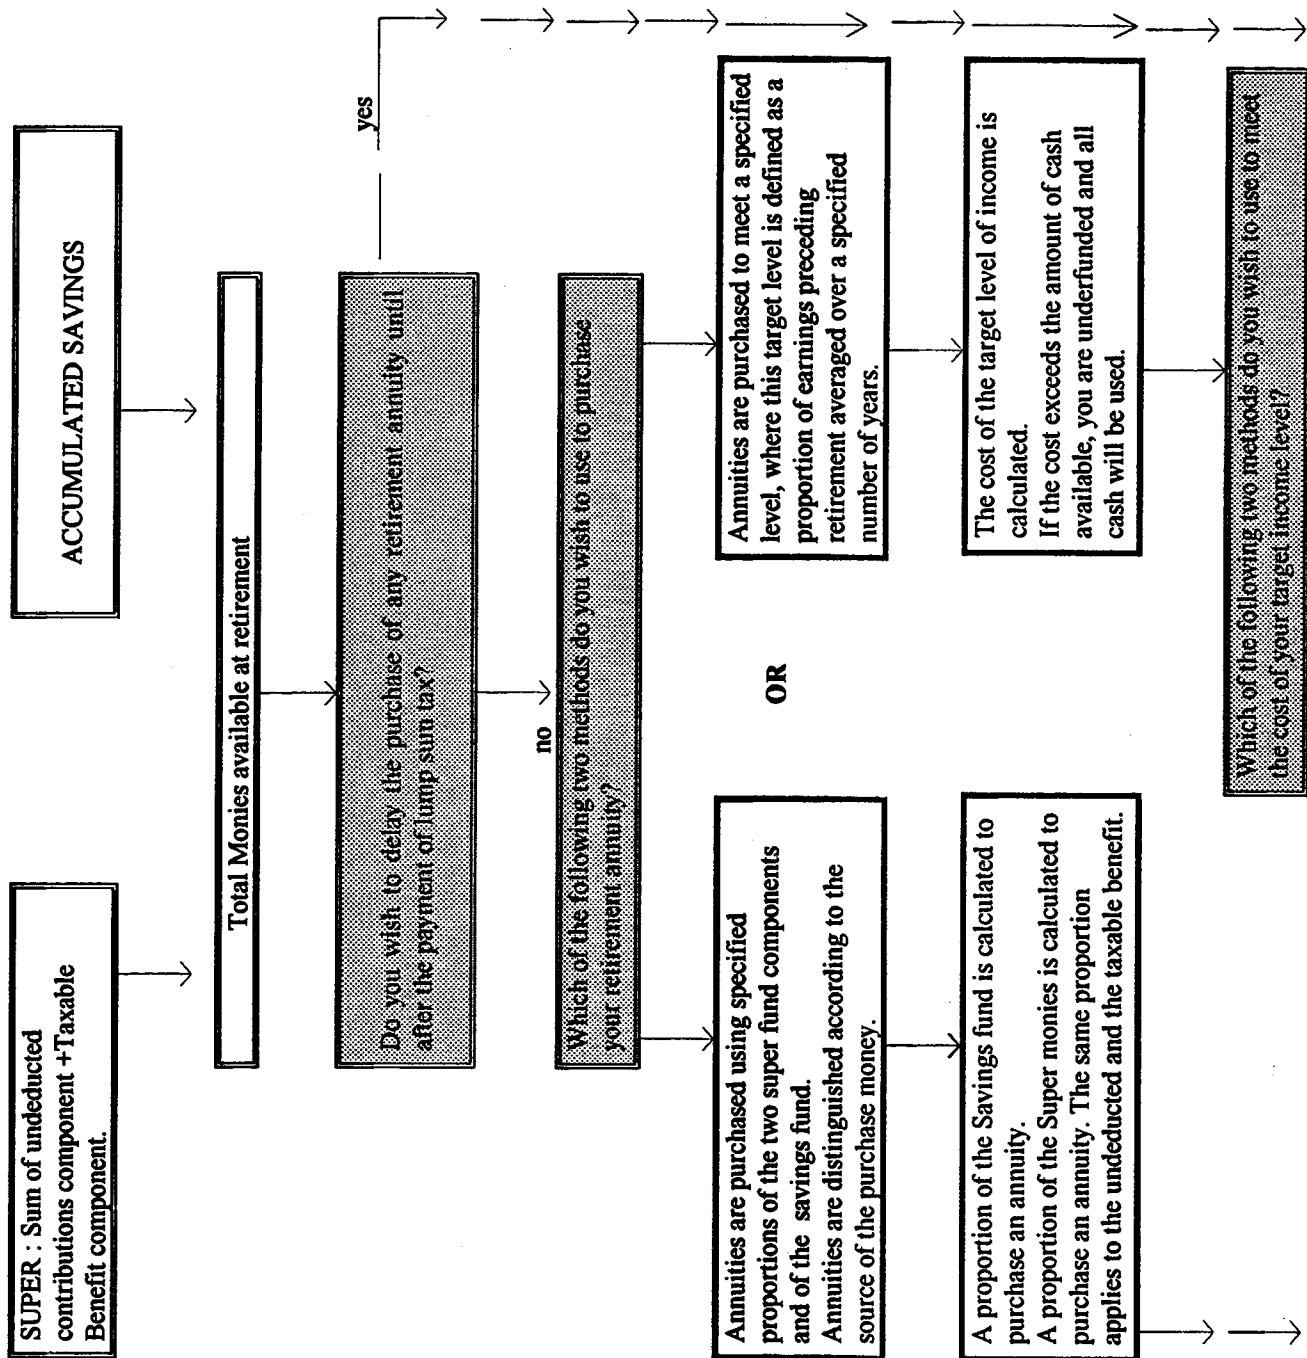 SUPER : Sum of undeducted
contributions component +Taxable
Benefit component.
ACCUMULATED SAVINGS
Total Monies available at retirement
Do you wish to delay the purchase of any retirement annuity until
after the payment of lump sum tax?
yes
no
Which of the following two methods do you wish to use to purchase
your retirement annuity?
Annuities are purchased using specified
proportions of the two super fund components
and of the savings fund.
Annuities are distinguished according to the
source of the purchase money.
OR
Annuities are purchased to meet a specified
level, where this target level is defined as a
proportion of earnings preceding
retirement averaged over a specified
number of years.
A proportion of the Savings fund is calculated to
purchase an annuity.
A proportion of the Super monies is calculated to
purchase an annuity. The same proportion
applies to the undeducted and the taxable benefit.
The cost of the target level of income is
calculated.
If the cost exceeds the amount of cash
available, you are underfunded and all
cash will be used.
Which of the following two methods do you wish to use to meet
the cost of your target income level?